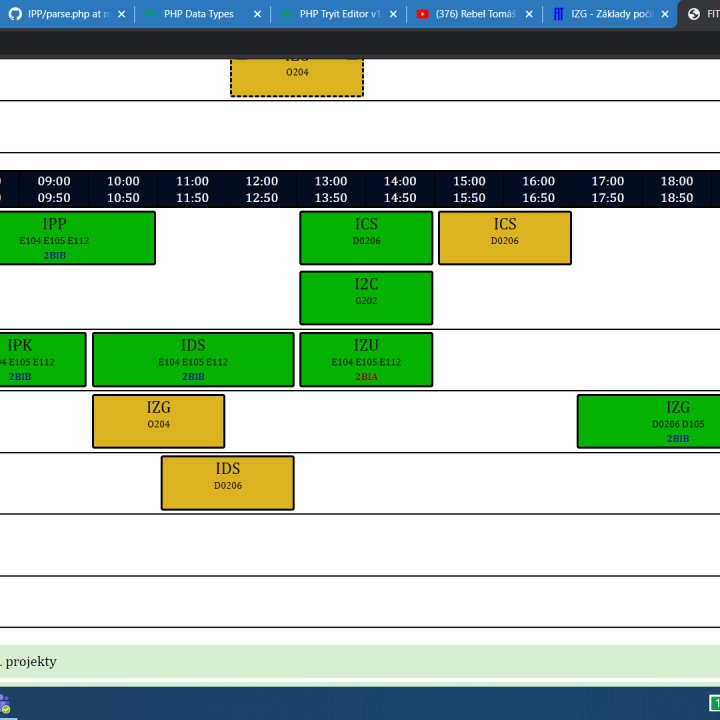 IPP/parse.php at m
PHP Data Types
PHP Tryit Editor v1
(376) Rebel Tomáš
FIT
IZG - Základy počí
FIT
IZG
O204
09:00 10:00 11:00 12:00 13:00 14:00 15:00 16:00 17:00 18:00
09:50 10:50 11:50 12:50 13:50 14:50 15:50 16:50 17:50 18:50
IPP
E104 E105 E112
2BIB
ICS
D0206
ICS
D0206
I2C
G202
IPK
E105 E112
2BIB
IDS
E104 E105 E112
2BIB
IZU
E104 E105 E112
2BIA
IZG
O204
IZG
D0206 D105
2BIB
IDS
D0206
. projekty